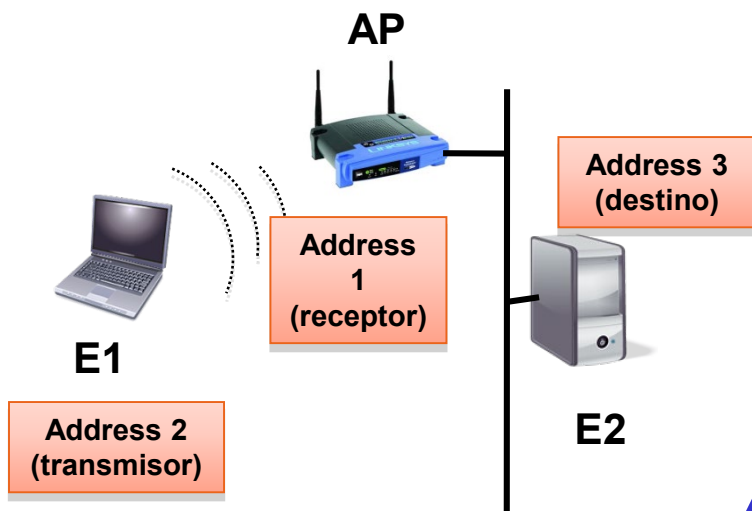 AP
Address 3
(destino)
Address
1
(receptor)
E1
E2
Address 2
(transmisor)